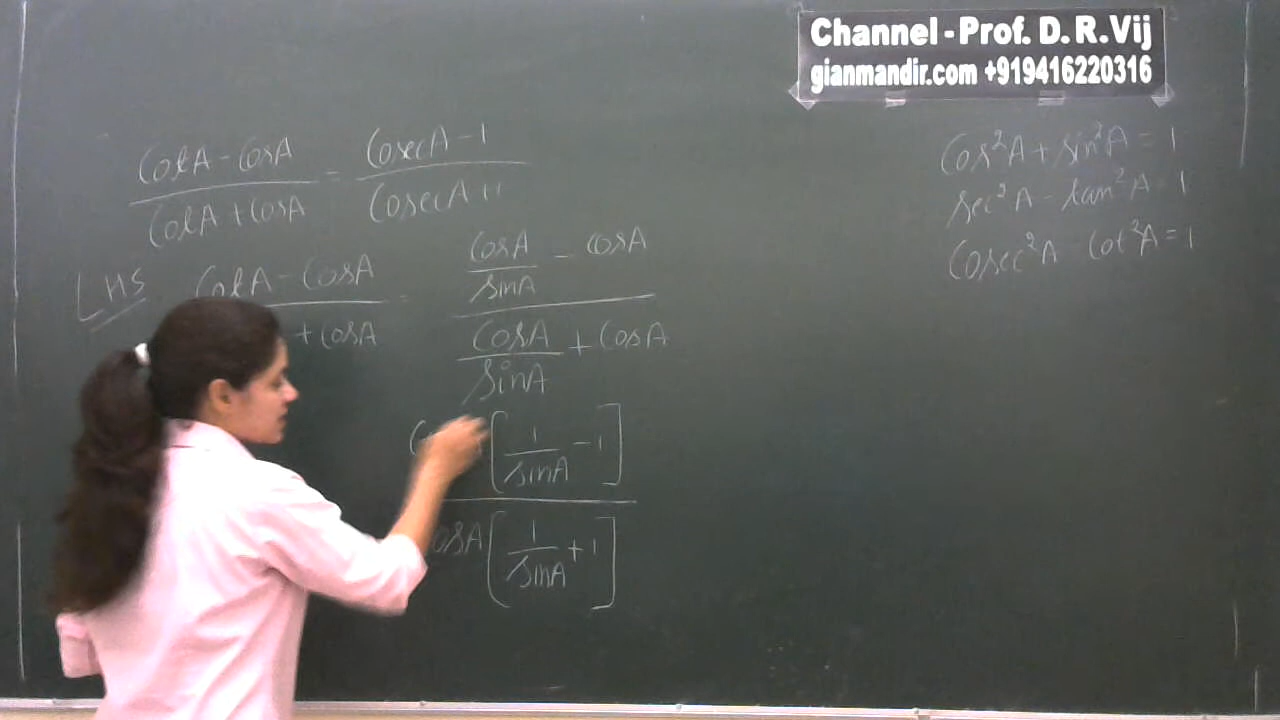 Channel - Prof. D. R. Vij
gianmandir.com +919416220316
CotA - CosA / CotA + CosA = CosecA - 1 / CosecA + 1
LHS CotA - CosA / + CosA = CosA/sinA - CosA / CosA/sinA + CosA
[1/sinA - 1] / CosA [1/sinA + 1]
Cos²A + sin²A = 1
sec²A - tan²A = 1
Cosec²A Cot²A = 1